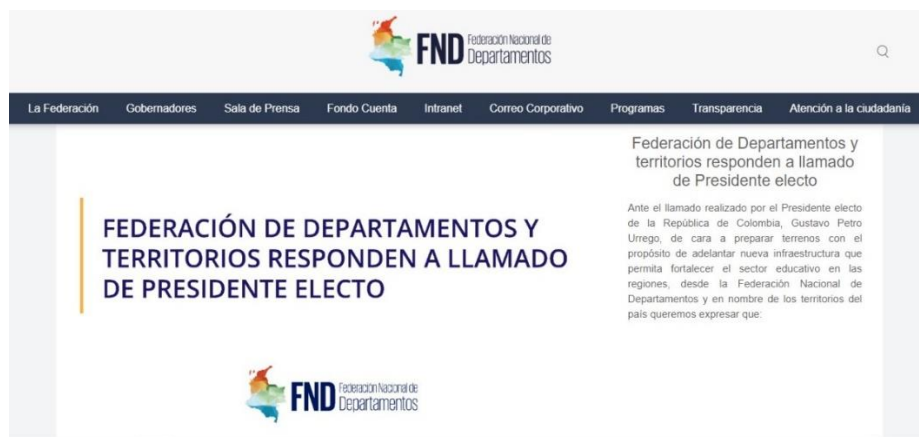 FND Federación Nacional de
Departamentos
La Federación Gobernadores Sala de Prensa Fondo Cuenta Intranet Correo Corporativo Programas Transparencia Atención a la ciudadanía
FEDERACIÓN DE DEPARTAMENTOS Y
TERRITORIOS RESPONDEN A LLAMADO
DE PRESIDENTE ELECTO
FND Federación Nacional de
Departamentos
Federación de Departamentos y
territorios responden a llamado
de Presidente electo
Ante el llamado realizado por el Presidente electo
de la República de Colombia, Gustavo Petro
Urrego, de cara a preparar terrenos con el
propósito de adelantar nueva infraestructura que
permita fortalecer el sector educativo en las
regiones, desde la Federación Nacional de
Departamentos y en nombre de los territorios del
país queremos expresar que: